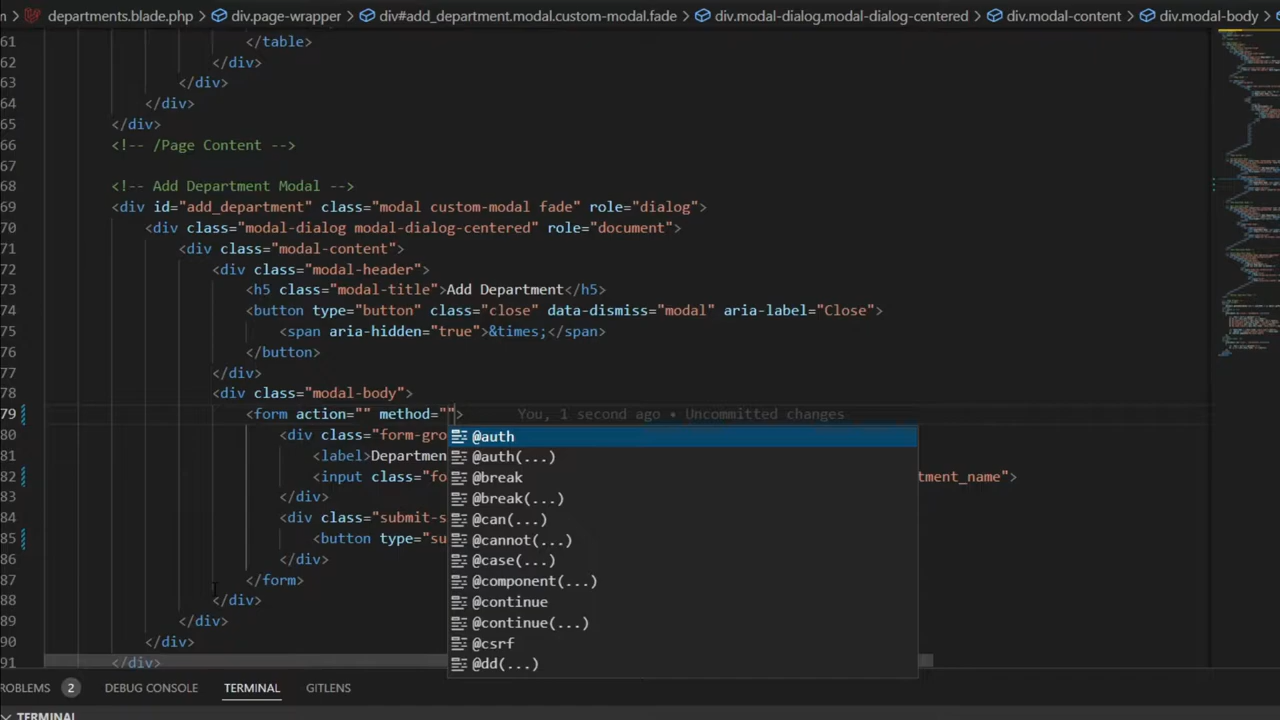 departments.blade.php > div.page-wrapper > div#add_department.modal.custom-modal.fade > div.modal-dialog.modal-dialog-centered > div.modal-content > div.modal-body >
61 </table>
62 </div>
63 </div>
64 </div>
65 </div>
66 <!-- /Page Content -->
67
68 <!-- Add Department Modal -->
69 <div id="add_department" class="modal custom-modal fade" role="dialog">
70 <div class="modal-dialog modal-dialog-centered" role="document">
71 <div class="modal-content">
72 <div class="modal-header">
73 <h5 class="modal-title">Add Department</h5>
74 <button type="button" class="close" data-dismiss="modal" aria-label="Close">
75 <span aria-hidden="true">&times;</span>
76 </button>
77 </div>
78 <div class="modal-body">
79 <form action="" method=""> You, 1 second ago • Uncommitted changes
80 <div class="form-gro
81 <label>Departmen
82 <input class="fo tment_name">
83 </div>
84 <div class="submit-s
85 <button type="su
86 </div>
87 </form>
88 </div>
89 </div>
90 </div>
91 </div>
@auth
@auth(...)
@break
@break(...)
@can(...)
@cannot(...)
@case(...)
@component(...)
@continue
@continue(...)
@csrf
@dd(...)
ROBLEMS 2 DEBUG CONSOLE TERMINAL GITLENS
TERMINAL